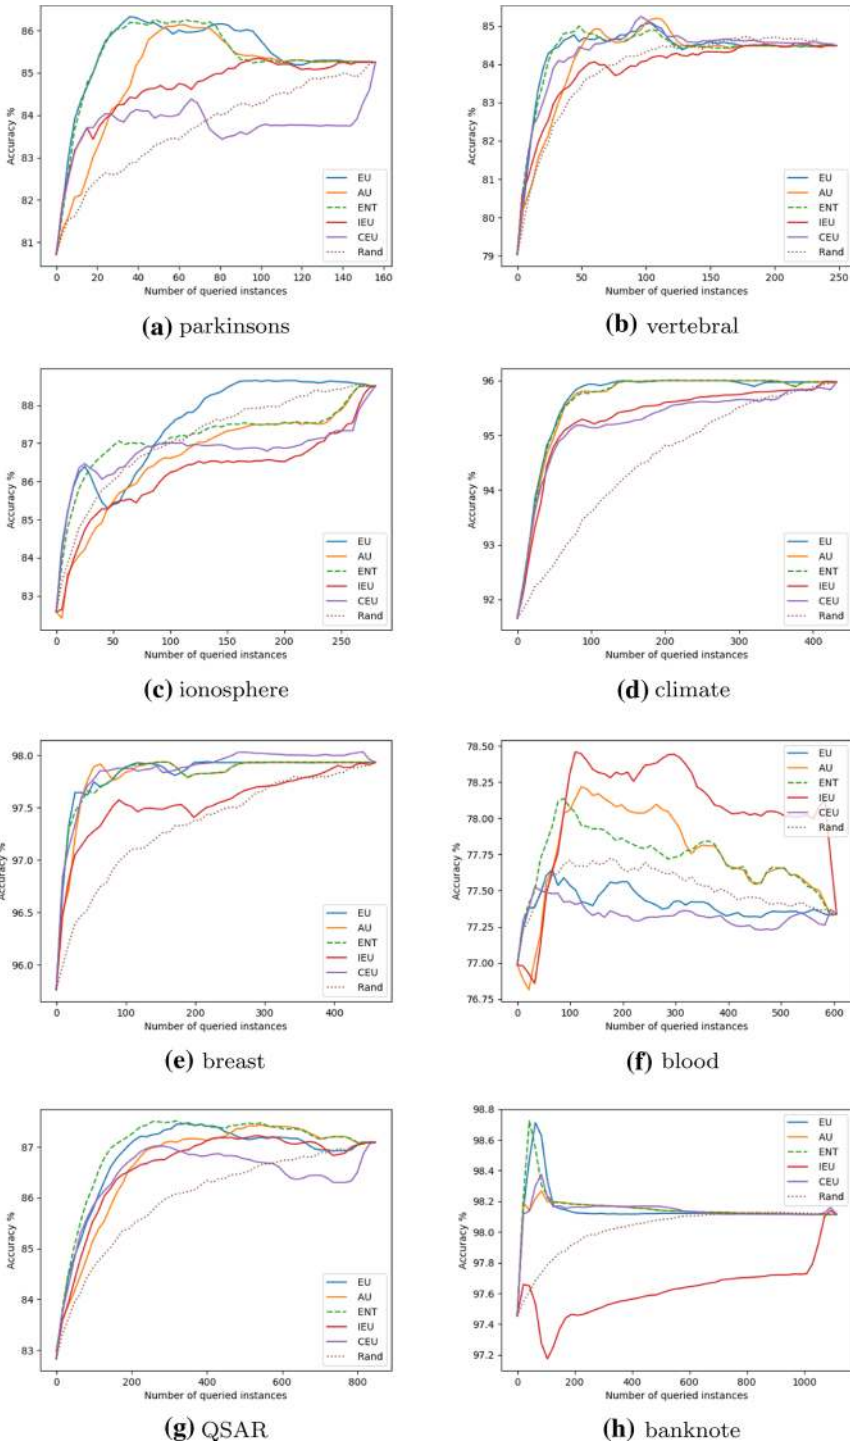 86
85
84
83
82
81
Accuracy %
0 20 40 60 80 100 120 140 160
Number of queried instances
EU
AU
ENT
IEU
CEU
Rand
(a) parkinsons
85
84
83
82
81
80
79
Accuracy %
0 50 100 150 200 250
Number of queried instances
EU
AU
ENT
IEU
CEU
Rand
(b) vertebral
88
87
86
85
84
83
Accuracy %
0 50 100 150 200 250
Number of queried instances
EU
AU
ENT
IEU
CEU
Rand
(c) ionosphere
96
95
94
93
92
Accuracy %
0 100 200 300 400
Number of queried instances
EU
AU
ENT
IEU
CEU
Rand
(d) climate
98.0
97.5
97.0
96.5
96.0
Accuracy %
0 100 200 300 400
Number of queried instances
EU
AU
ENT
IEU
CEU
Rand
(e) breast
78.50
78.25
78.00
77.75
77.50
77.25
77.00
76.75
Accuracy %
0 100 200 300 400 500 600
Number of queried instances
EU
AU
ENT
IEU
CEU
Rand
(f) blood
87
86
85
84
83
Accuracy %
0 200 400 600 800
Number of queried instances
EU
AU
ENT
IEU
CEU
Rand
(g) QSAR
98.8
98.6
98.4
98.2
98.0
97.8
97.6
97.4
97.2
Accuracy %
0 200 400 600 800 1000
Number of queried instances
EU
AU
ENT
IEU
CEU
Rand
(h) banknote